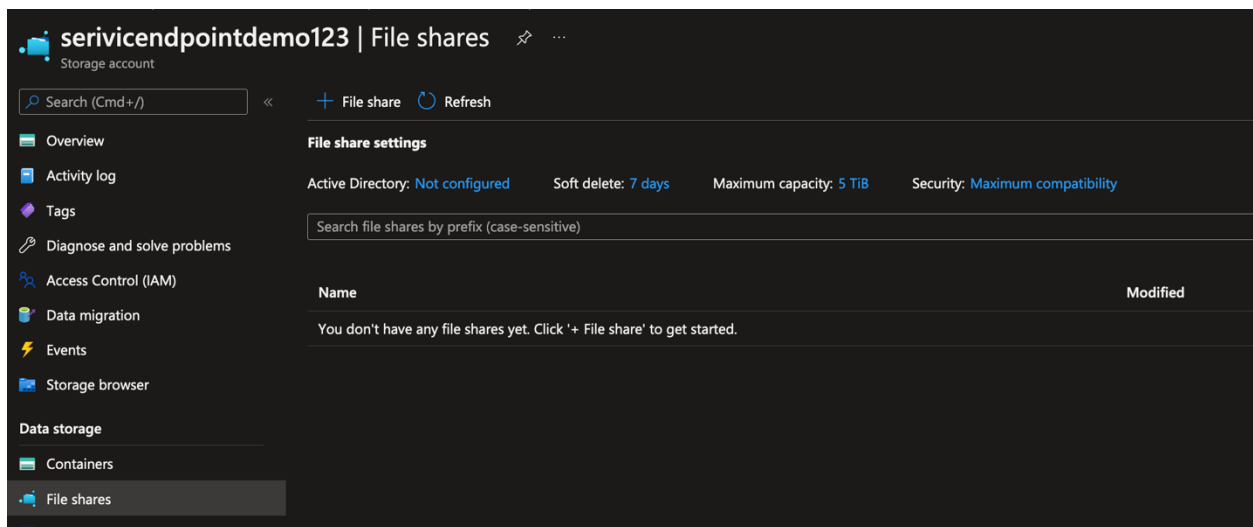 serivicendpointdemo123 | File shares ...
Storage account
Search (Cmd+/) «
+ File share Refresh
Overview
File share settings
Activity log
Active Directory: Not configured Soft delete: 7 days Maximum capacity: 5 TiB Security: Maximum compatibility
Tags
Search file shares by prefix (case-sensitive)
Diagnose and solve problems
Access Control (IAM)
Name Modified
Data migration
You don't have any file shares yet. Click '+ File share' to get started.
Events
Storage browser
Data storage
Containers
File shares